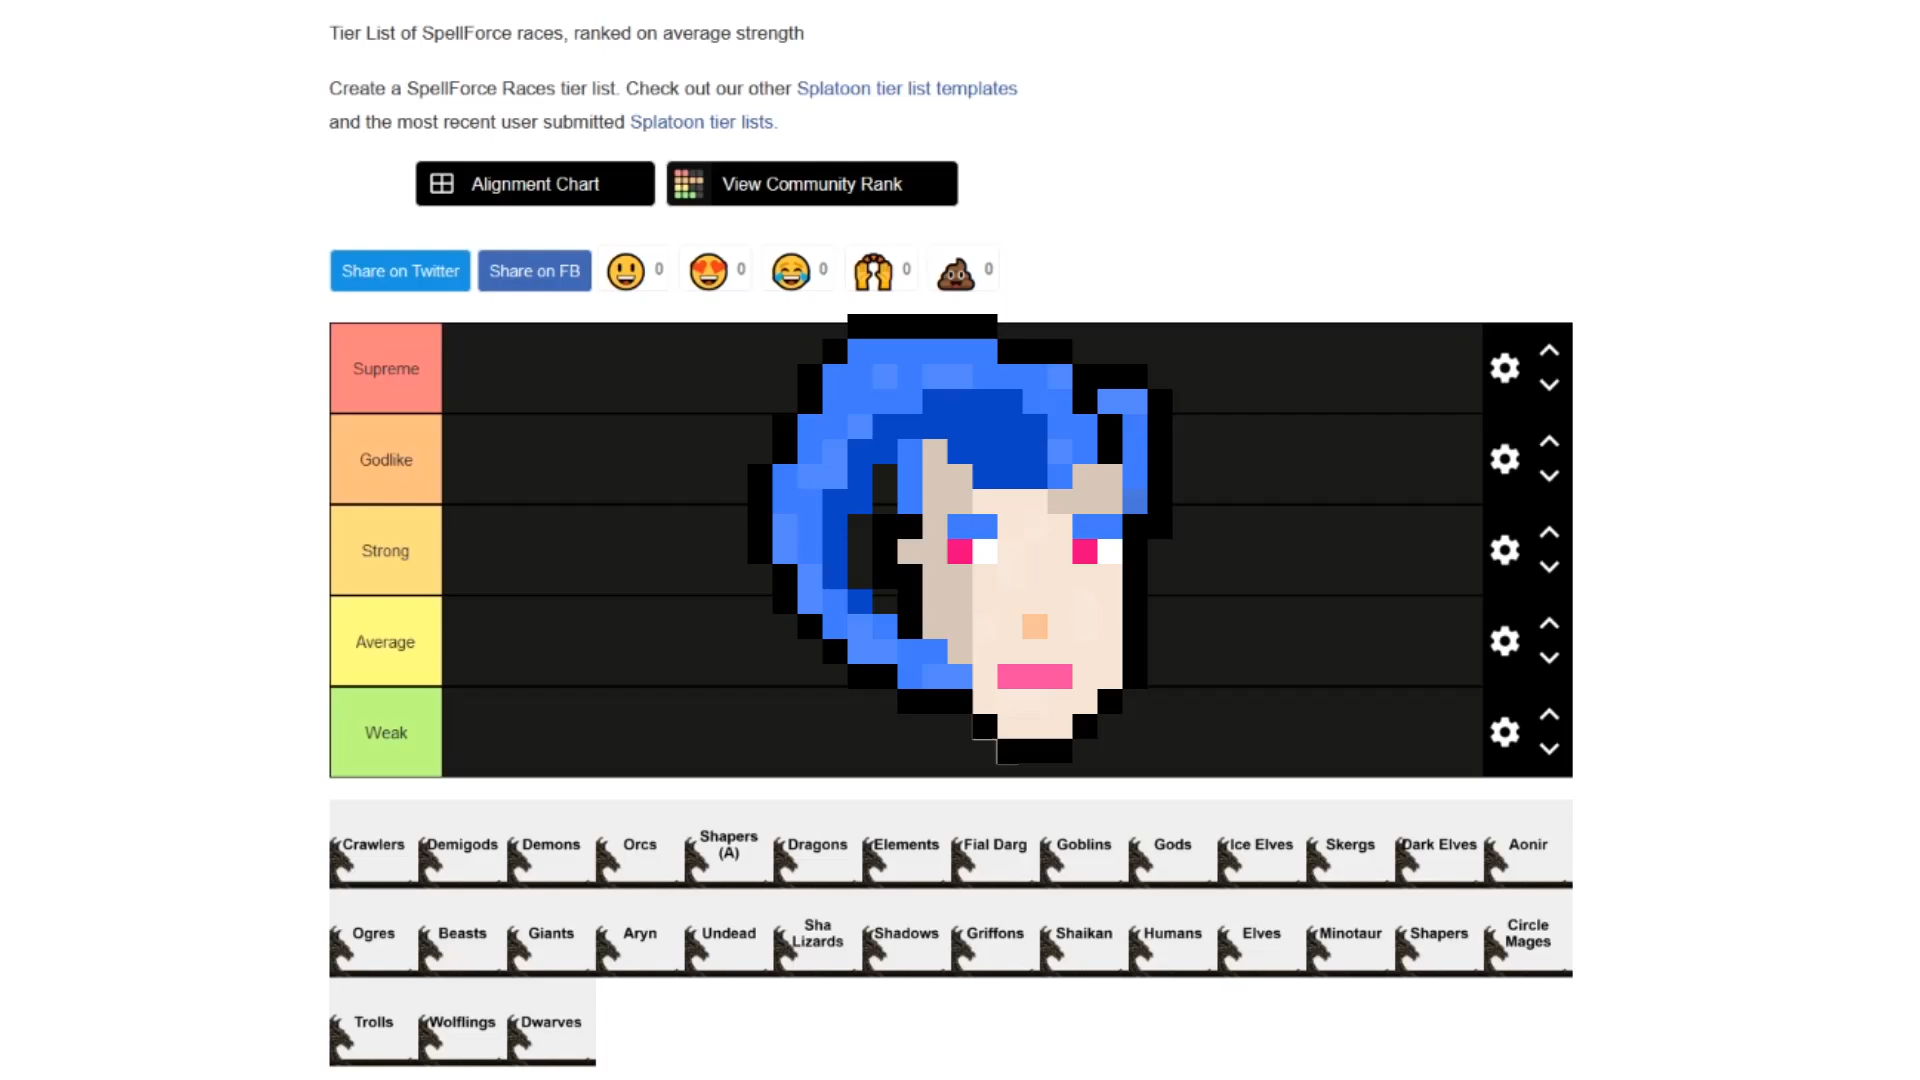 Tier List of SpellForce races, ranked on average strength
Create a SpellForce Races tier list. Check out our other Splatoon tier list templates
and the most recent user submitted Splatoon tier lists.
Alignment Chart
View Community Rank
Share on Twitter
Share on FB
0
0
0
0
0
Supreme
Godlike
Strong
Average
Weak
Crawlers
Demigods
Demons
Orcs
Shapers
(A)
Dragons
Elements
Fial Darg
Goblins
Gods
Ice Elves
Skergs
Dark Elves
Aonir
Ogres
Beasts
Giants
Aryn
Undead
Sha
Lizards
Shadows
Griffons
Shaikan
Humans
Elves
Minotaur
Shapers
Circle
Mages
Trolls
Wolflings
Dwarves